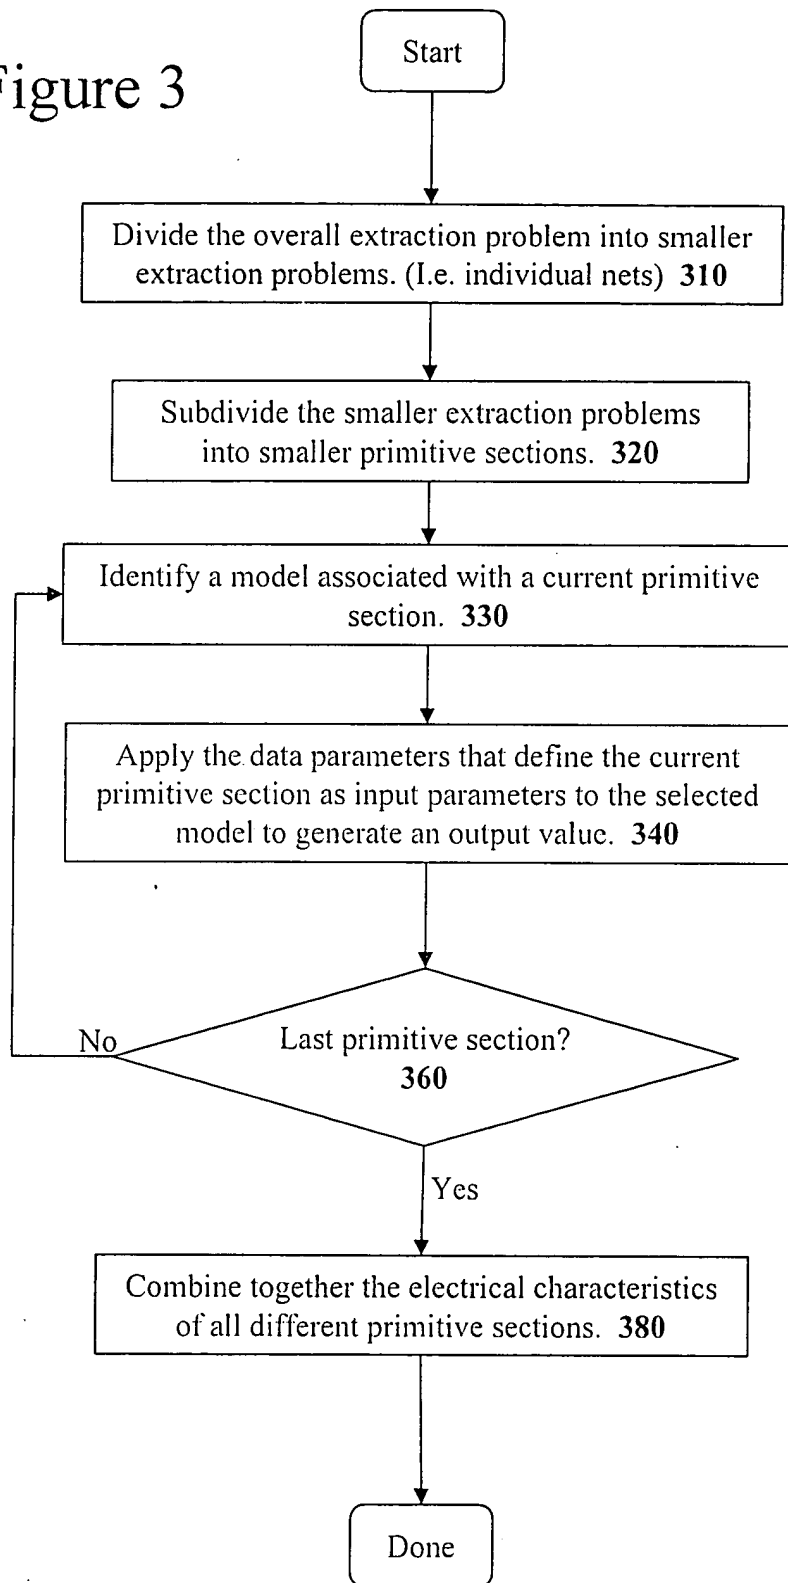 Start
Figure 3
Divide the overall extraction problem into smaller
extraction problems. (I.e. individual nets) 310
Subdivide the smaller extraction problems
into smaller primitive sections. 320
Identify a model associated with a current primitive
section. 330
Apply the data parameters that define the current
primitive section as input parameters to the selected
model to generate an output value. 340
Last primitive section?
360
No
Yes
Combine together the electrical characteristics
of all different primitive sections. 380
Done